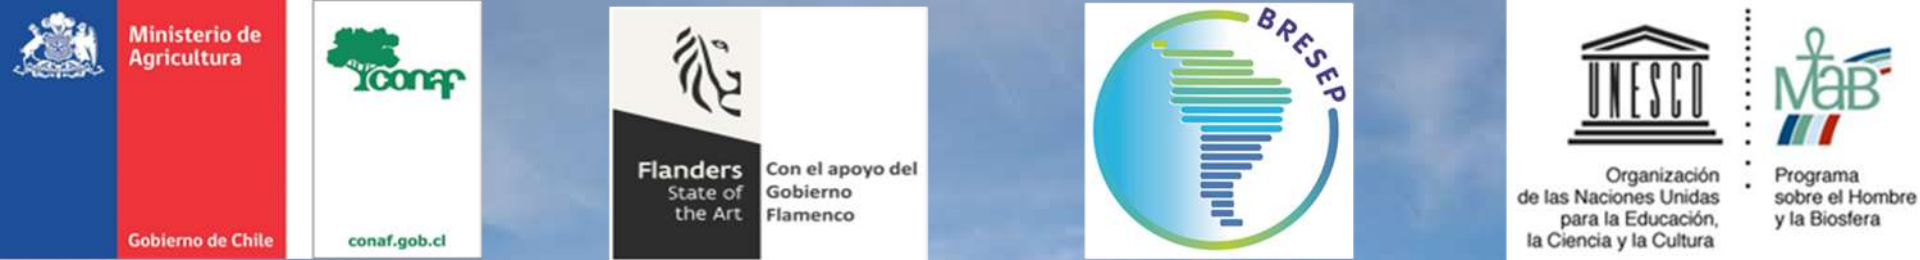 Ministerio de
Agricultura
Gobierno de Chile
conaf
conaf.gob.cl
Flanders
State of
the Art
Con el apoyo del
Gobierno
Flamenco
BRESEP
UNESCO
Organización
de las Naciones Unidas
para la Educación,
la Ciencia y la Cultura
MaB
Programa
sobre el Hombre
y la Biosfera